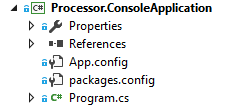 C# Processor.ConsoleApplication
Properties
References
App.config
packages.config
C# Program.cs